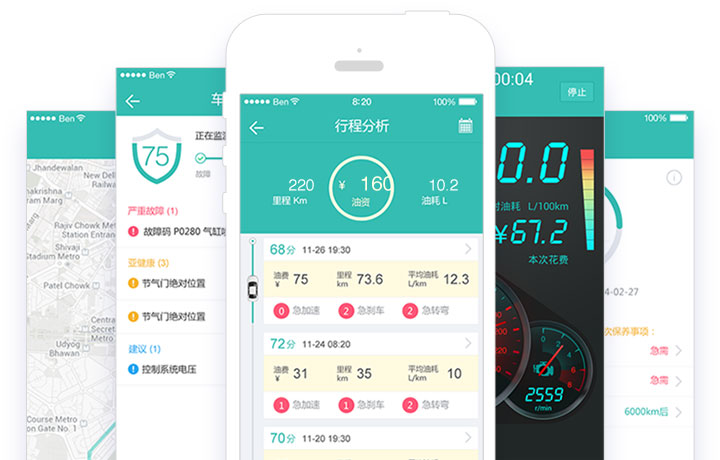 Ben
Jhandewalan
New Delhi
Railway
Ramakrishna
ram Marg
Rajiv Chowk Metro
Station Entrance
Shivaji
Stadium Metro
Patel Chowk
Central
Secret
Metro
Udyog
Bhawan
Course Metro
on Gate No. 1
Ben
车
75
正在监测
故障
严重故障 (1)
故障码 P0280 气缸
亚健康 (3)
节气门绝对位置
节气门绝对位置
建议 (1)
控制系统电压
Ben 8:20 100%
行程分析
220
里程 Km
¥ 160
油资
10.2
油耗 L
68分 11-26 19:30
油费 ¥ 75 里程 km 73.6 平均油耗 L/km 12.3
0 急加速 2 急刹车 2 急转弯
72分 11-24 08:20
油费 ¥ 31 里程 km 35 平均油耗 L/km 10
1 急加速 1 急刹车 2 急转弯
70分 11-20 19:30
00:04
停止
0.0
时油耗 L/100km
¥67.2
本次花费
2559
r/min
100%
4-02-27
次保养事项：
急需
急需
6000km后